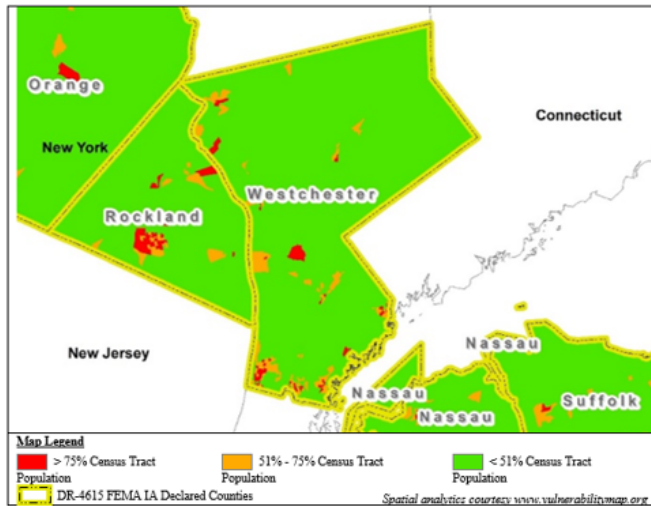 Orange
Connecticut
New York
Westchester
Rockland
New Jersey
Nassau
Nassau
Nassau
Suffolk
Map Legend
> 75% Census Tract Population
51% - 75% Census Tract Population
< 51% Census Tract Population
DR-4615 FEMA IA Declared Counties
Spatial analytics courtesy www.vulnerabilitymap.org